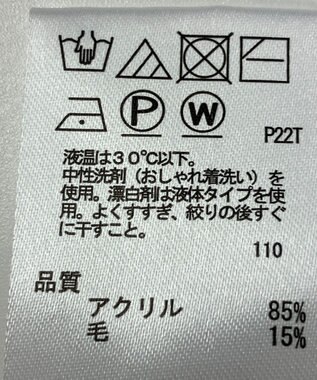 P W
P22T
液温は30℃以下。
中性洗剤(おしゃれ着洗い)を
使用。漂白剤は液体タイプを使
用。よくすすぎ、絞りの後すぐ
に干すこと。
110
品質
アクリル 85%
毛 15%